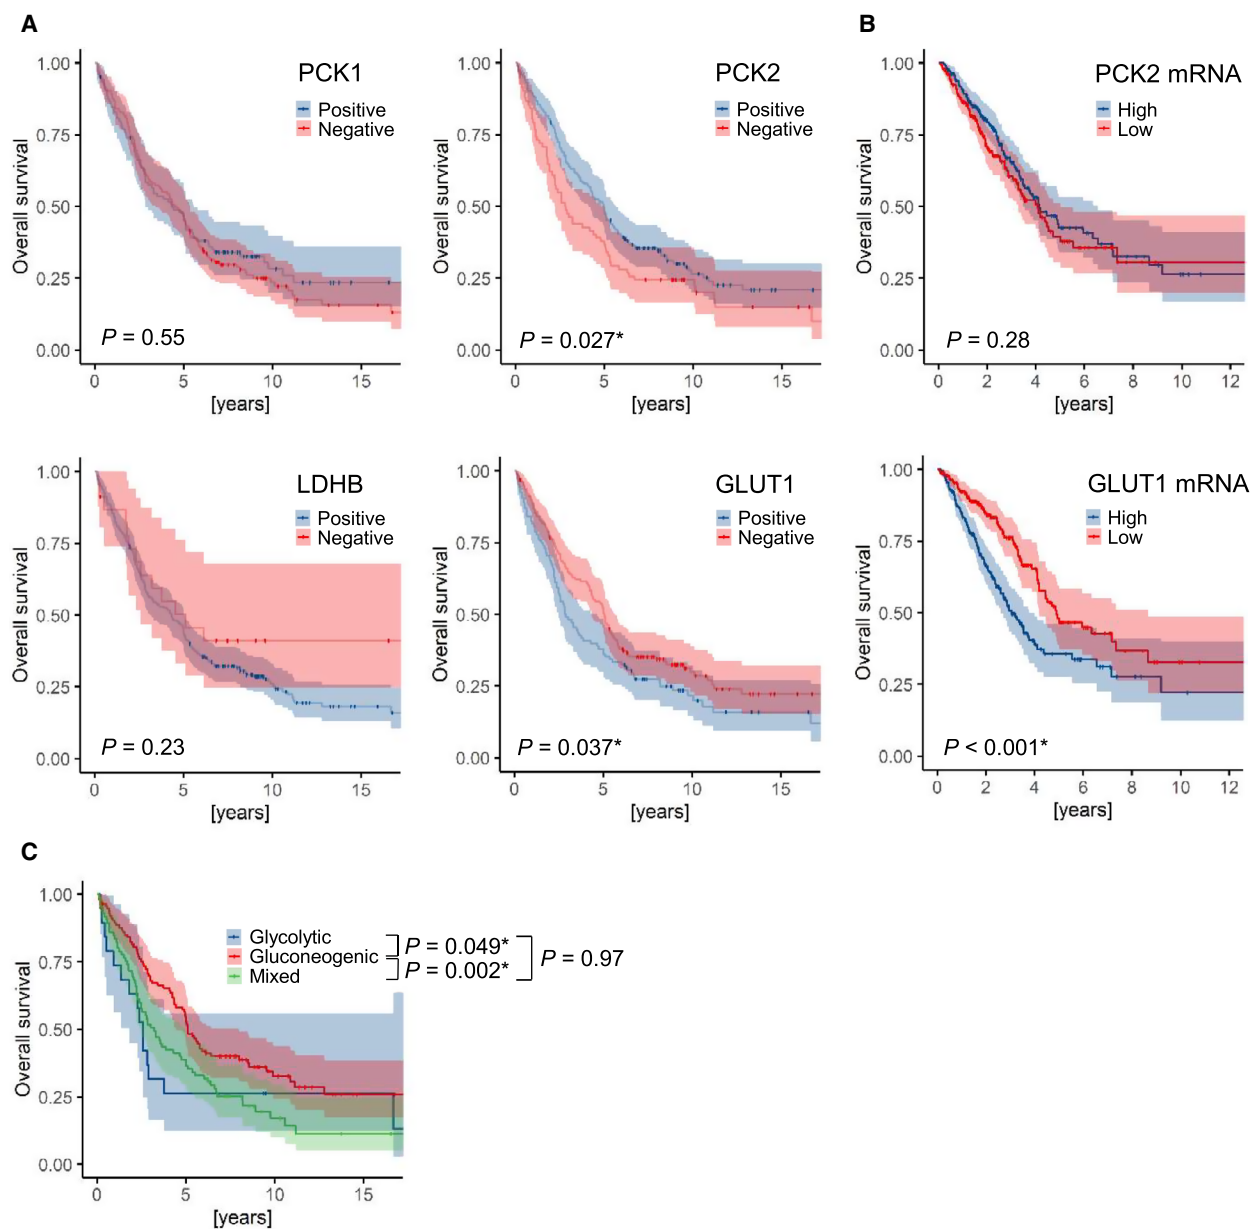 A
PCK1
Positive
Negative
Overall survival
1.00
0.75
0.50
0.25
0.00
P = 0.55
0 5 10 15
[years]
PCK2
Positive
Negative
Overall survival
1.00
0.75
0.50
0.25
0.00
P = 0.027*
0 5 10 15
[years]
B
PCK2 mRNA
High
Low
Overall survival
1.00
0.75
0.50
0.25
0.00
P = 0.28
0 2 4 6 8 10 12
[years]
LDHB
Positive
Negative
Overall survival
1.00
0.75
0.50
0.25
0.00
P = 0.23
0 5 10 15
[years]
GLUT1
Positive
Negative
Overall survival
1.00
0.75
0.50
0.25
0.00
P = 0.037*
0 5 10 15
[years]
GLUT1 mRNA
High
Low
Overall survival
1.00
0.75
0.50
0.25
0.00
P < 0.001*
0 2 4 6 8 10 12
[years]
C
Glycolytic
Gluconeogenic
Mixed
P = 0.049*
P = 0.002*
P = 0.97
Overall survival
1.00
0.75
0.50
0.25
0.00
0 5 10 15
[years]